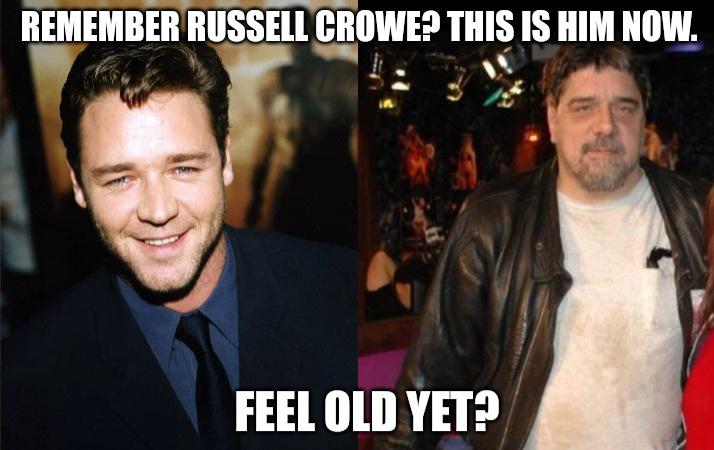 REMEMBER RUSSELL CROWE? THIS IS HIM NOW.
FEEL OLD YET?